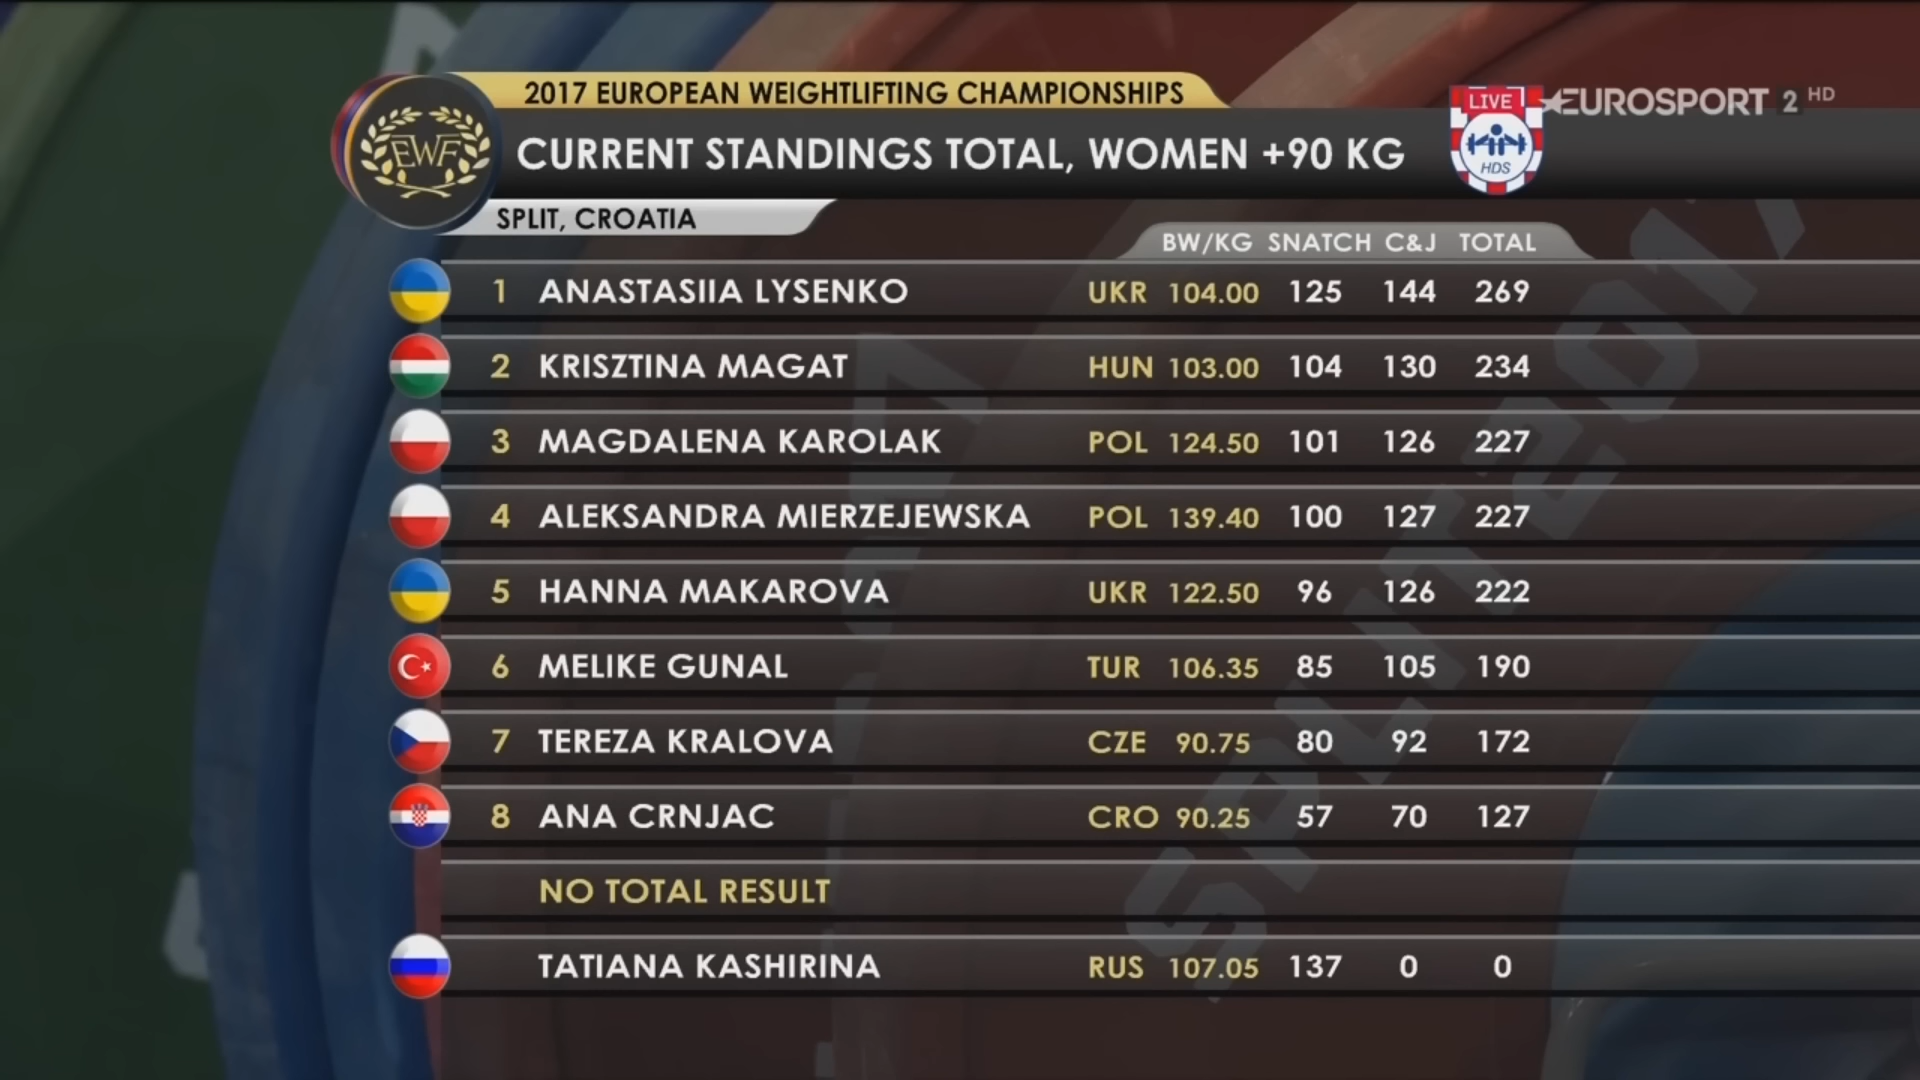 2017 EUROPEAN WEIGHTLIFTING CHAMPIONSHIPS
EWF
CURRENT STANDINGS TOTAL, WOMEN +90 KG
LIVE
HDS
EUROSPORT 2 HD
SPLIT, CROATIA
BW/KG SNATCH C&J TOTAL
1 ANASTASIIA LYSENKO UKR 104.00 125 144 269
2 KRISZTINA MAGAT HUN 103.00 104 130 234
3 MAGDALENA KAROLAK POL 124.50 101 126 227
4 ALEKSANDRA MIERZEJEWSKA POL 139.40 100 127 227
5 HANNA MAKAROVA UKR 122.50 96 126 222
6 MELIKE GUNAL TUR 106.35 85 105 190
7 TEREZA KRALOVA CZE 90.75 80 92 172
8 ANA CRNJAC CRO 90.25 57 70 127
NO TOTAL RESULT
TATIANA KASHIRINA RUS 107.05 137 0 0
SPLIT2017